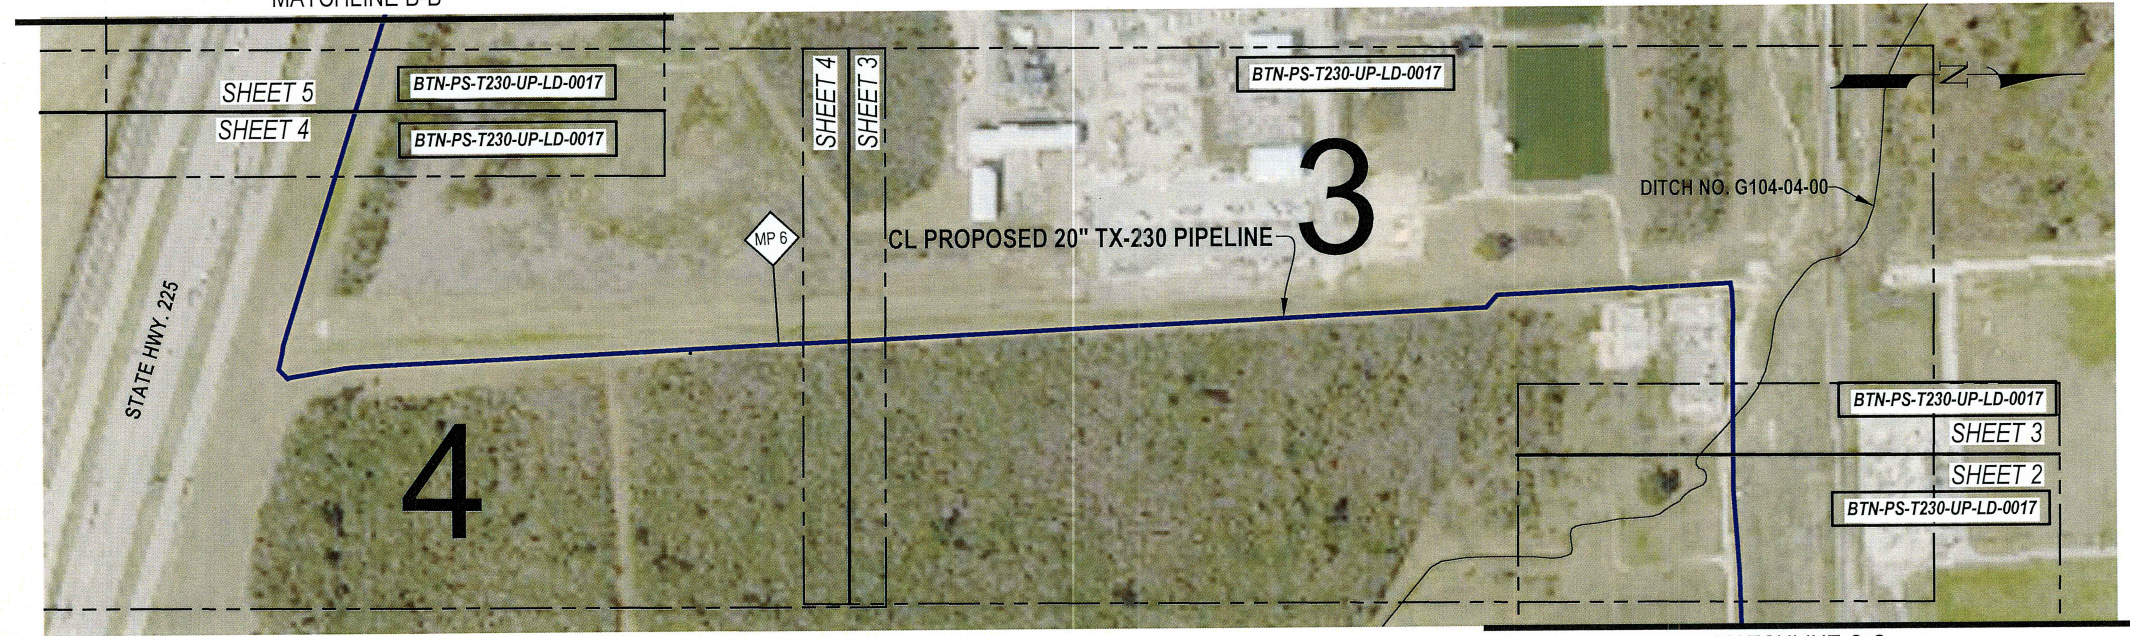 SHEET 5
BTN-PS-T230-UP-LD-0017
SHEET 4
BTN-PS-T230-UP-LD-0017
SHEET 4
SHEET 3
BTN-PS-T230-UP-LD-0017
N
3
DITCH NO. G104-04-00
MP 6
CL PROPOSED 20" TX-230 PIPELINE
STATE HWY. 225
4
BTN-PS-T230-UP-LD-0017
SHEET 3
SHEET 2
BTN-PS-T230-UP-LD-0017